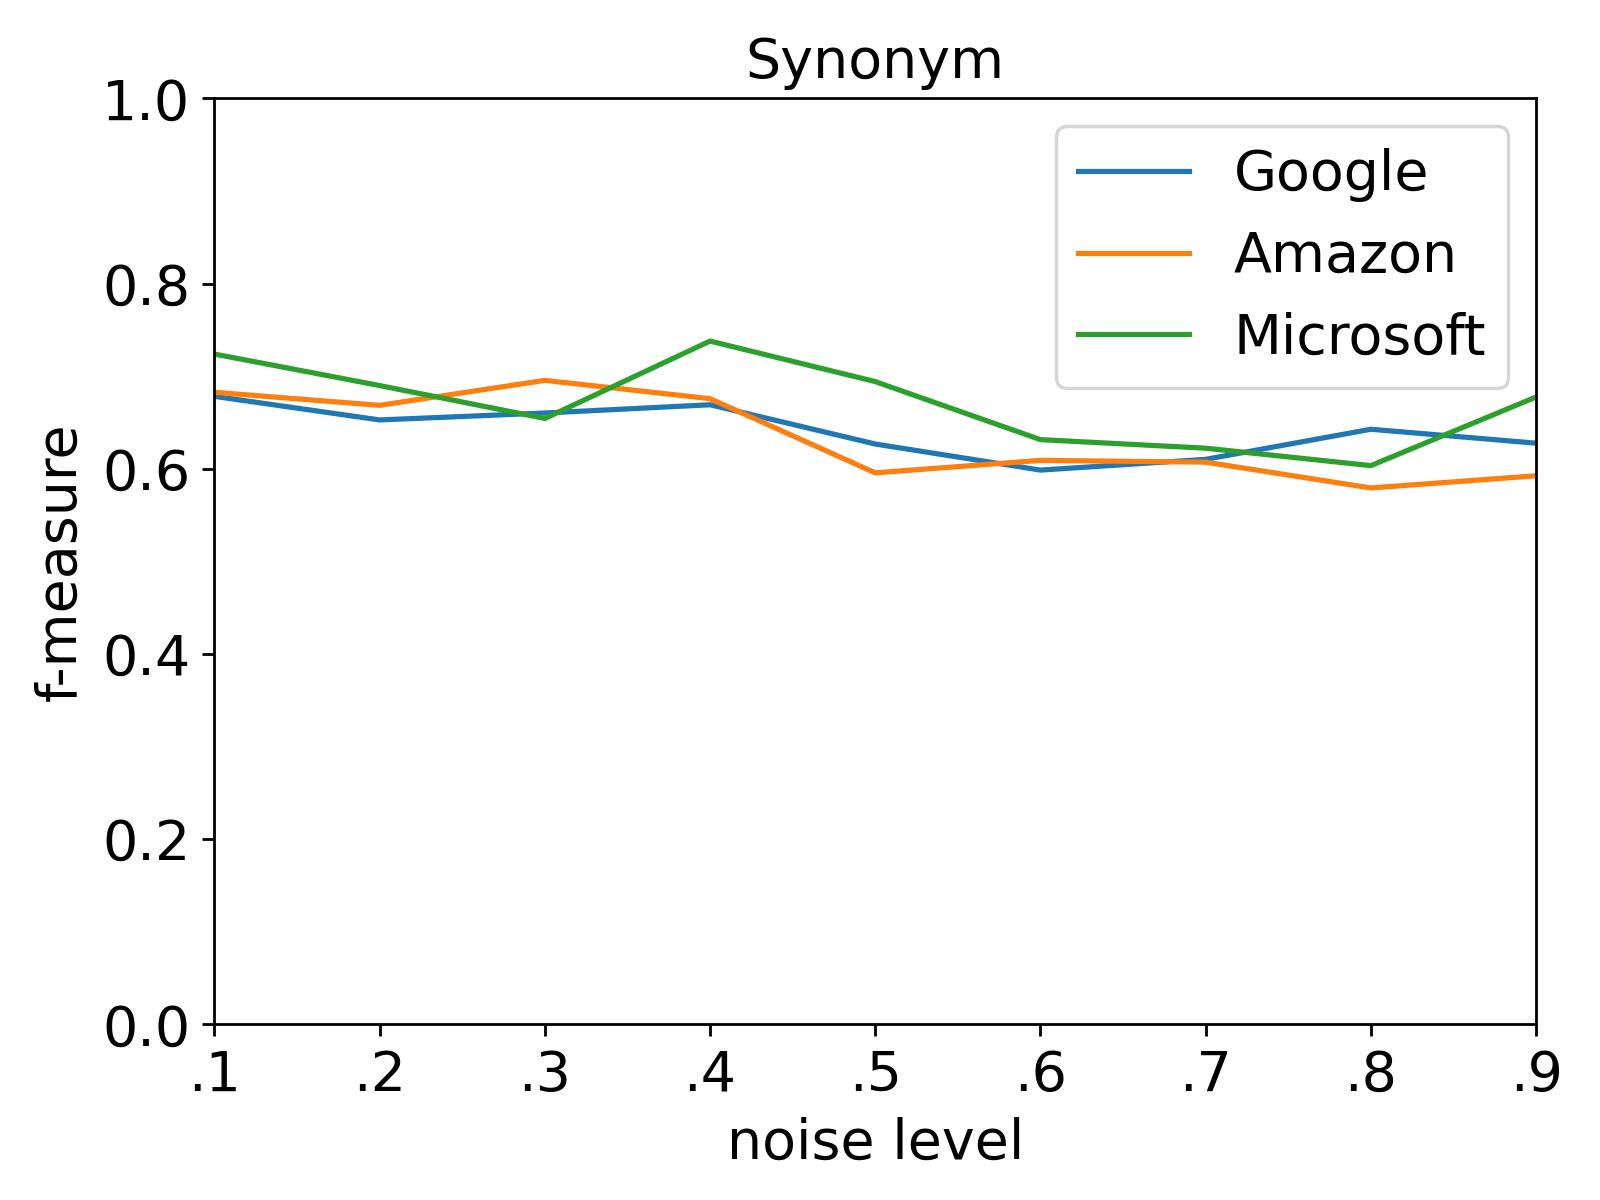 Synonym
1.0
0.8
0.6
0.4
0.2
0.0
f-measure
Google
Amazon
Microsoft
.1 .2 .3 .4 .5 .6 .7 .8 .9
noise level